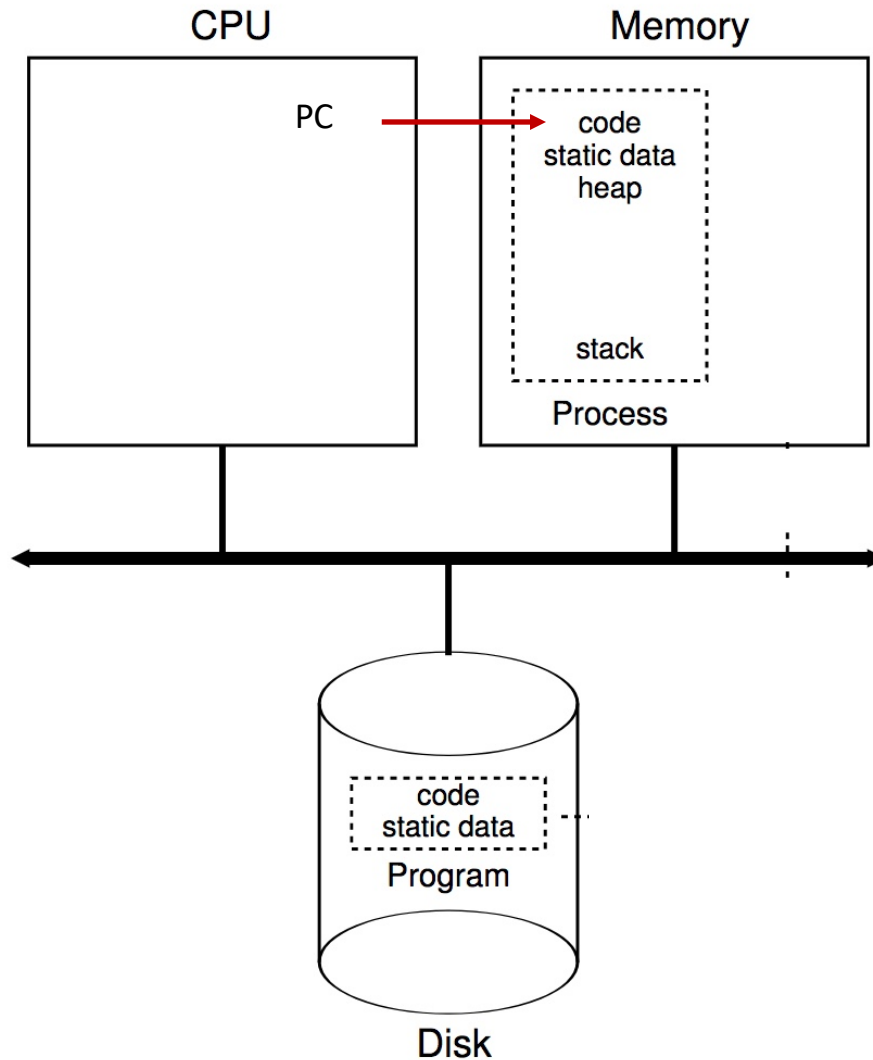 CPU
Memory
PC
code
static data
heap
stack
Process
code
static data
Program
Disk